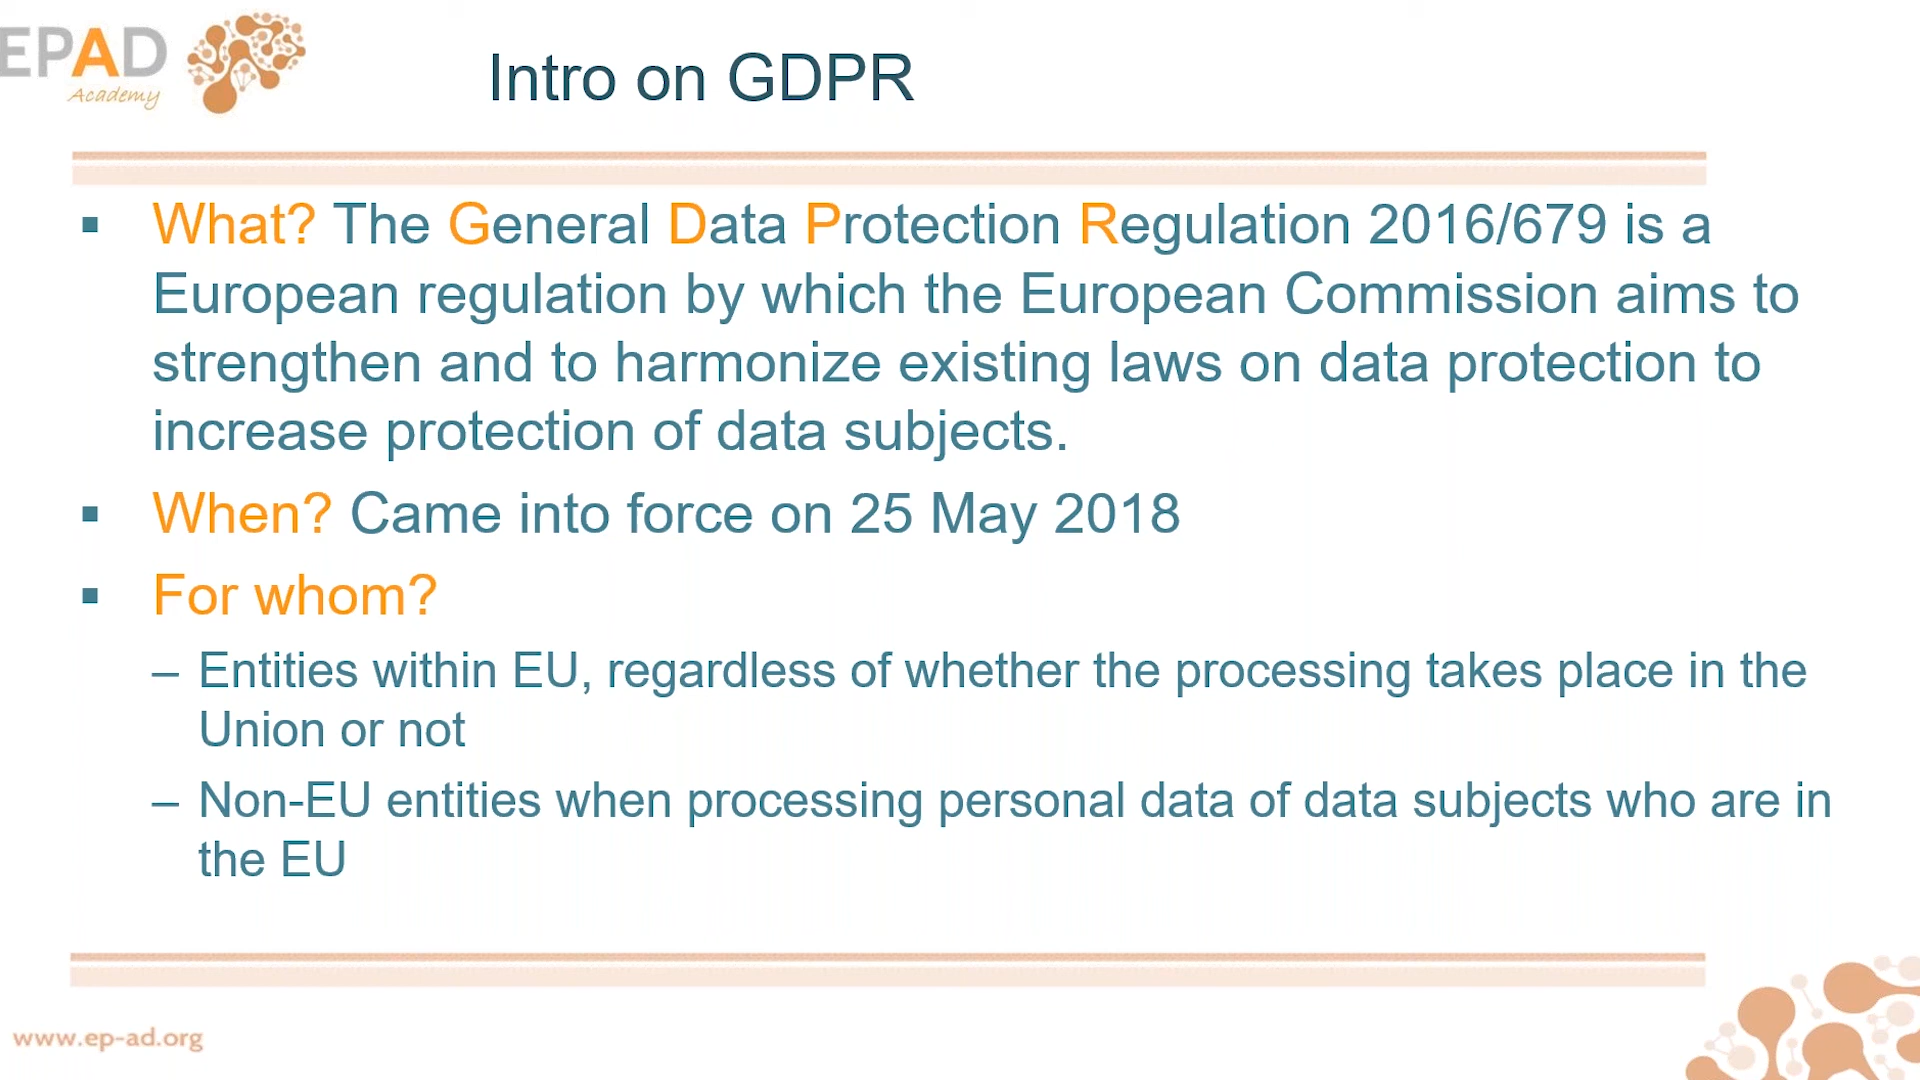 EPAD
Academy
Intro on GDPR
▪ What? The General Data Protection Regulation 2016/679 is a
European regulation by which the European Commission aims to
strengthen and to harmonize existing laws on data protection to
increase protection of data subjects.
▪ When? Came into force on 25 May 2018
▪ For whom?
– Entities within EU, regardless of whether the processing takes place in the
Union or not
– Non-EU entities when processing personal data of data subjects who are in
the EU
www.ep-ad.org